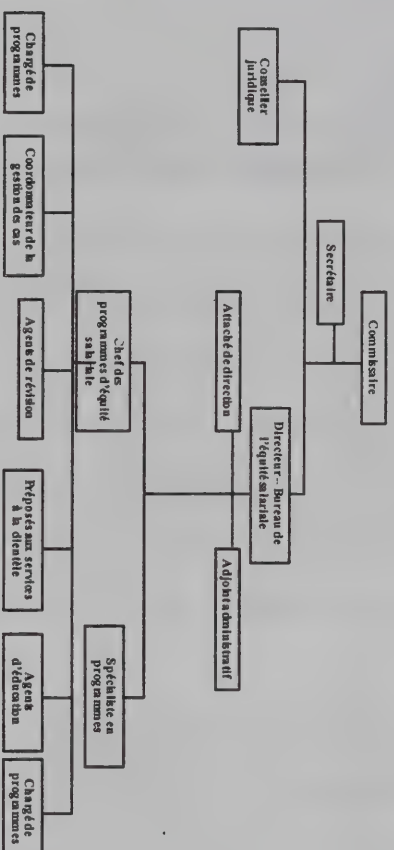 Commissaire
Secrétaire
Conseiller
juridique
Directeur – Bureau de
l'équité salariale
Attaché de direction
Adjoint administratif
Chef des
programmes d'équité
salariale
Spécialiste en
programmes
Chargé de
programmes
Coordonnateur de la
gestion des cas
Agents de révision
Préposés aux services
à la clientèle
Agents
d'éducation
Chargé de
programmes